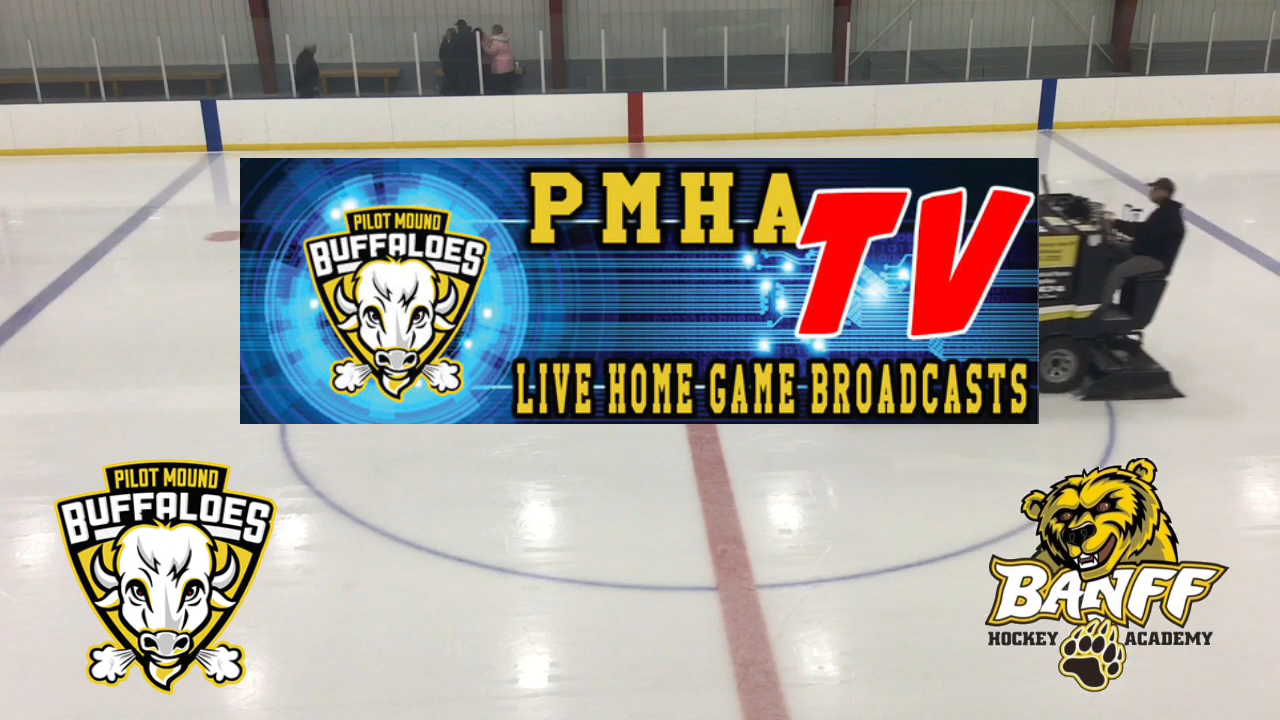 PMHA TV
PILOT MOUND
BUFFALOES
LIVE HOME GAME BROADCASTS
PILOT MOUND
BUFFALOES
BANFF
HOCKEY ACADEMY